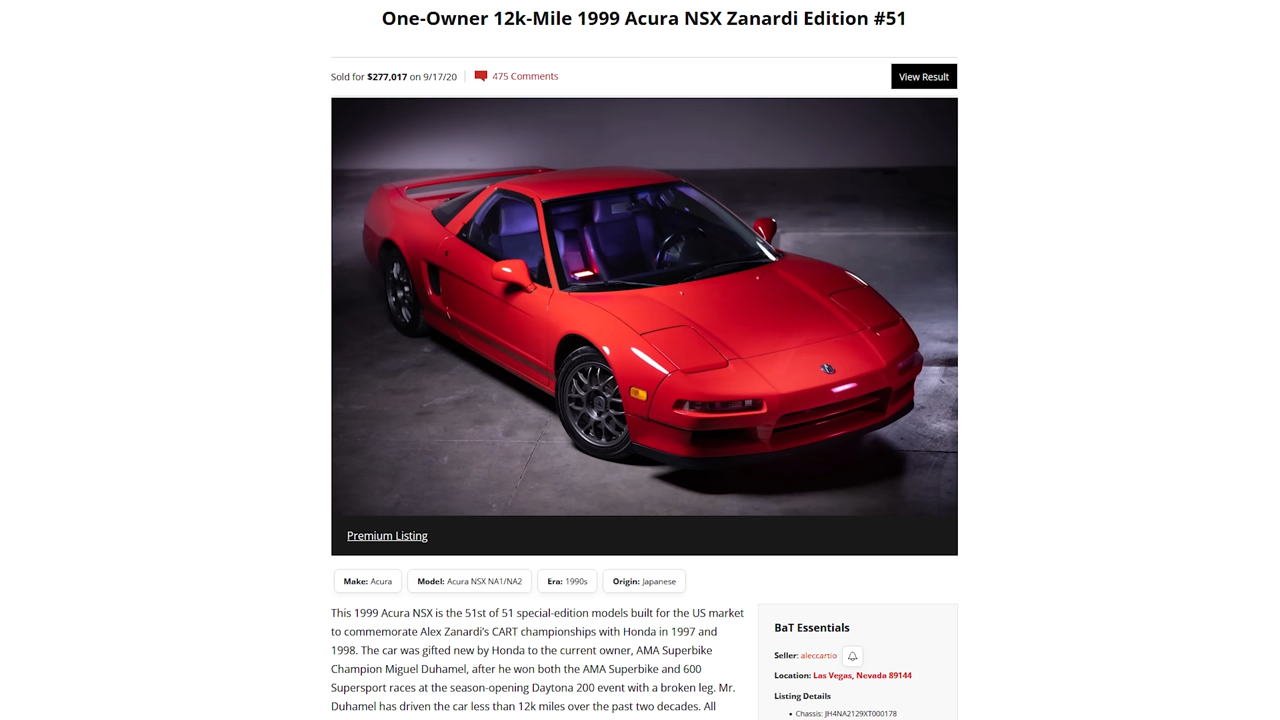 One-Owner 12k-Mile 1999 Acura NSX Zanardi Edition #51
Sold for $277,017 on 9/17/20
475 Comments
View Result
Premium Listing
Make: Acura
Model: Acura NSX NA1/NA2
Era: 1990s
Origin: Japanese
This 1999 Acura NSX is the 51st of 51 special-edition models built for the US market
to commemorate Alex Zanardi’s CART championships with Honda in 1997 and
1998. The car was gifted new by Honda to the current owner, AMA Superbike
Champion Miguel Duhamel, after he won both the AMA Superbike and 600
Supersport races at the season-opening Daytona 200 event with a broken leg. Mr.
Duhamel has driven the car less than 12k miles over the past two decades. All
BaT Essentials
Seller: aleccartio
Location: Las Vegas, Nevada 89144
Listing Details
• Chassis: JH4NA2129XT000178